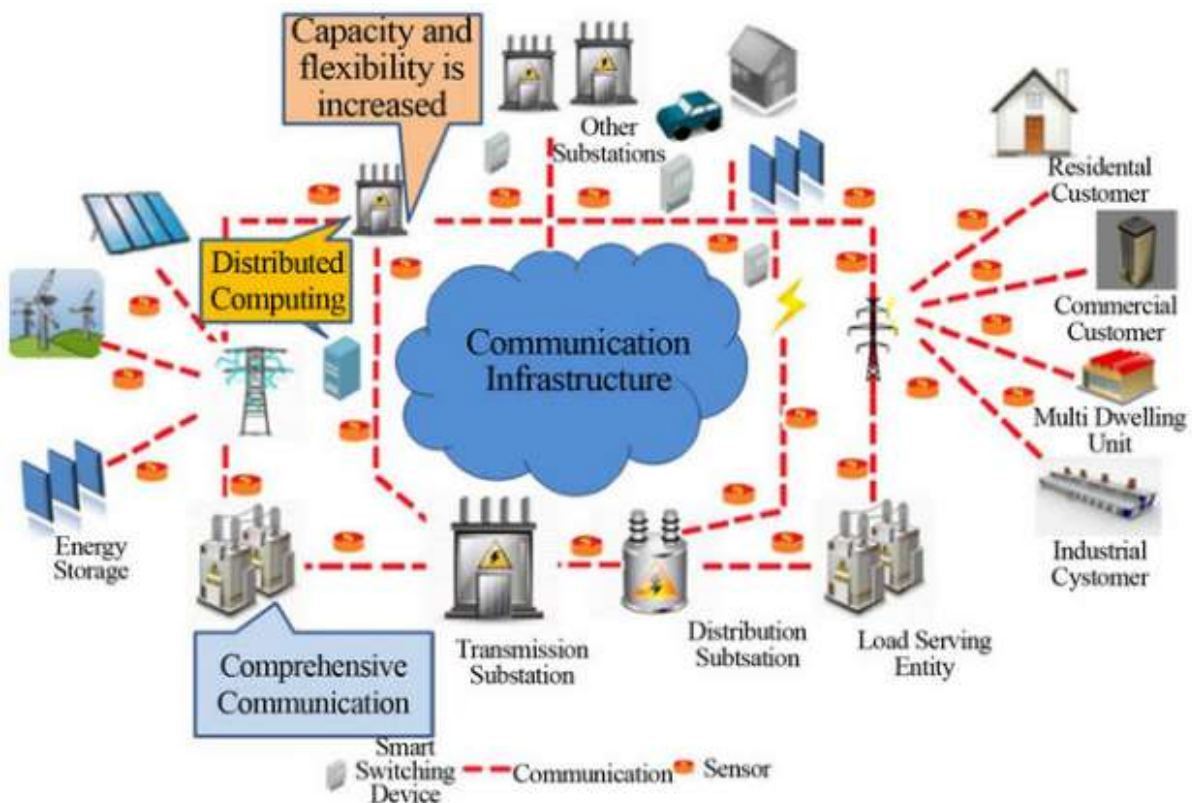 Capacity and
flexibility is
increased
Other
Substations
Residental
Customer
Distributed
Computing
Commercial
Customer
Communication
Infrastructure
Multi Dwelling
Unit
Energy
Storage
Industrial
Cystomer
Transmission
Substation
Distribution
Subtsation
Load Serving
Entity
Comprehensive
Communication
Smart
Switching
Device
Communication
Sensor